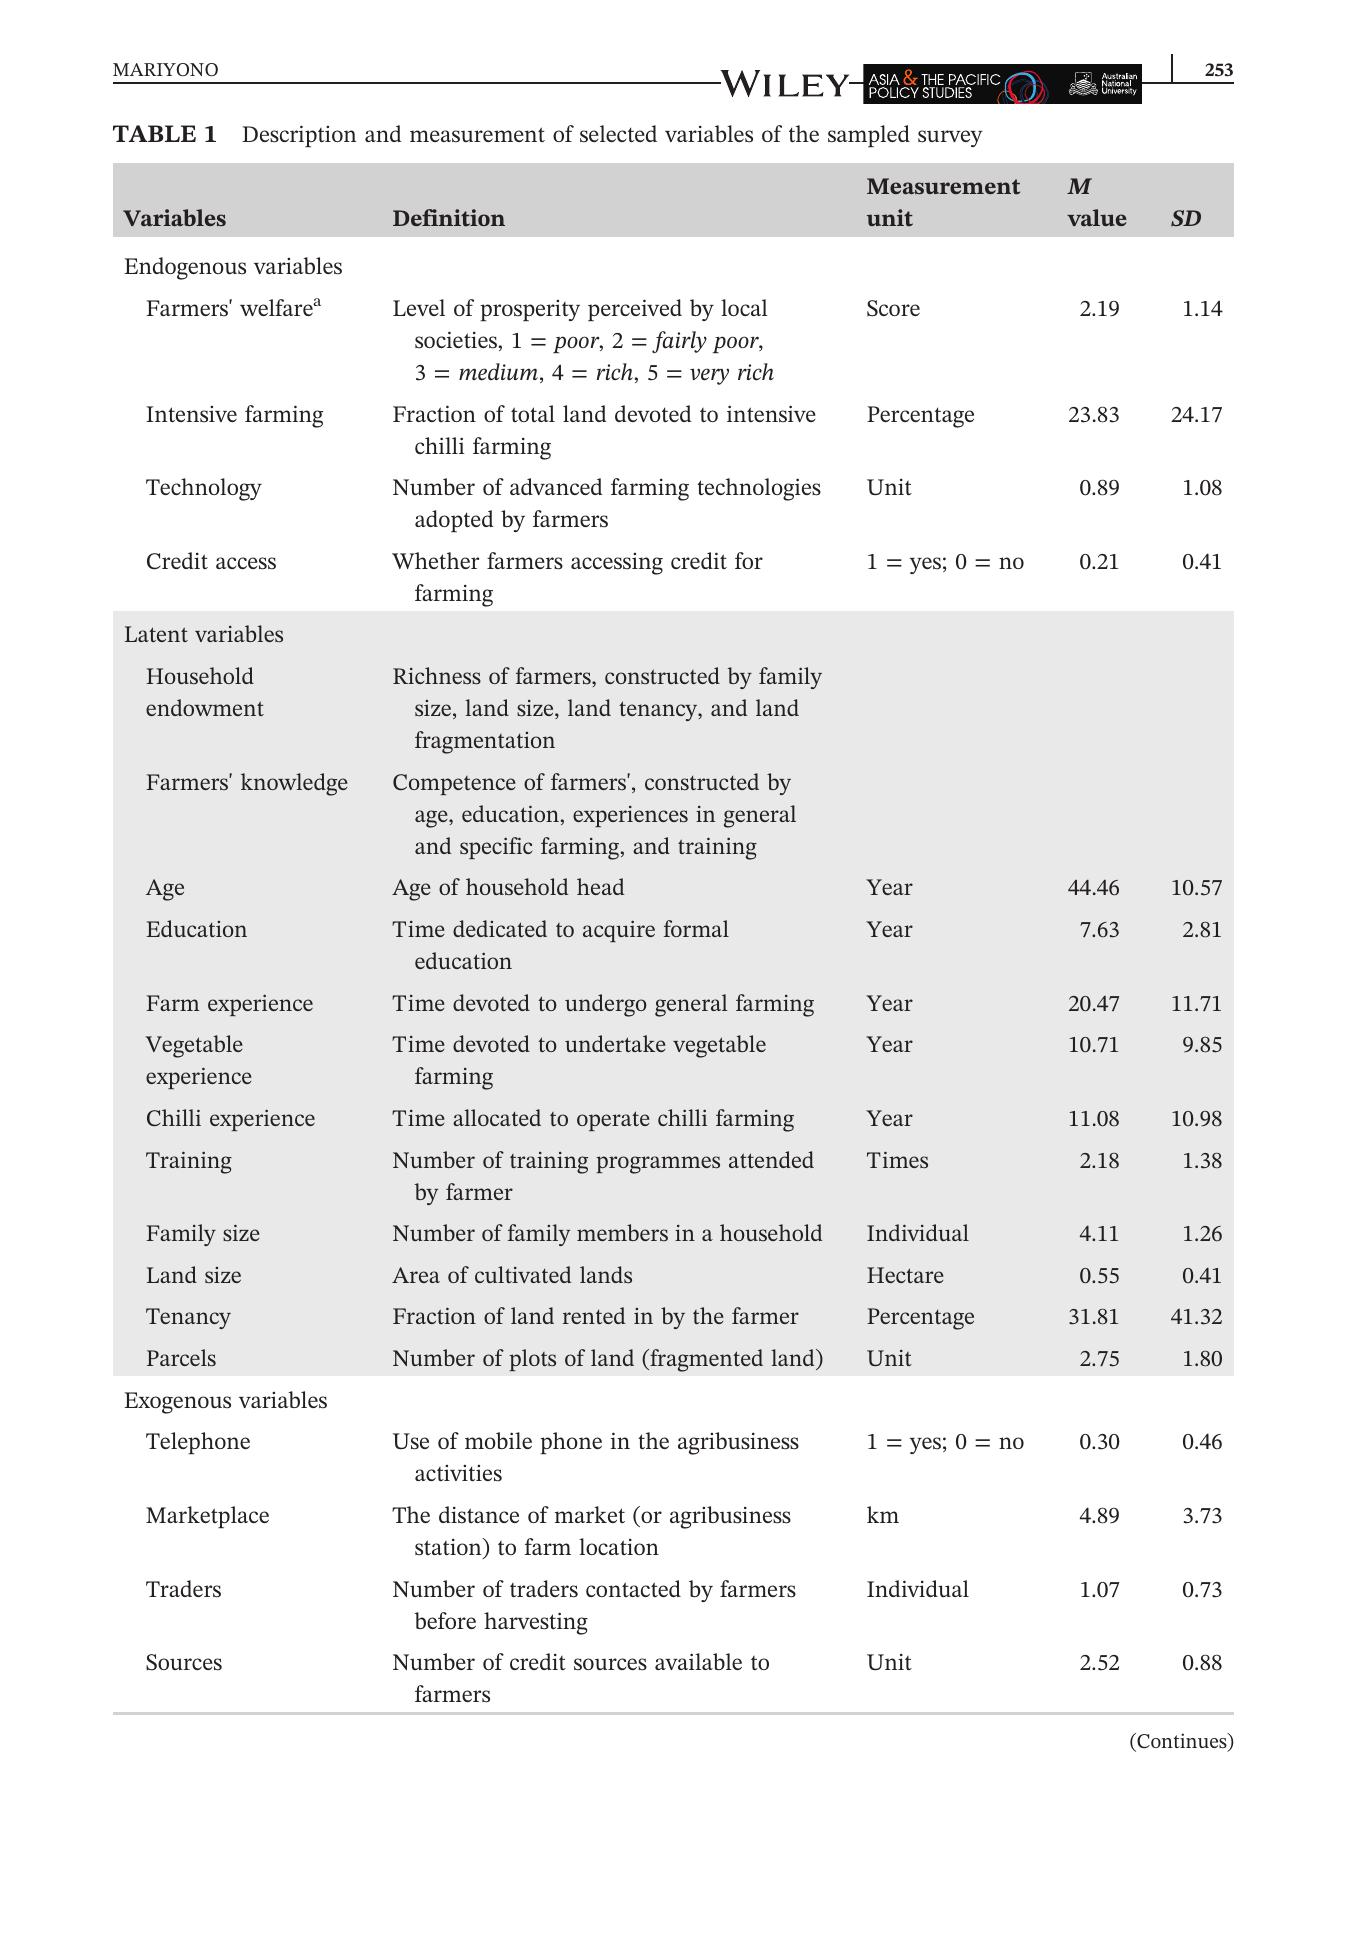 MARIYONO
WILEY
ASIA & THE PACIFIC
POLICY STUDIES
Australian
National
University
253
TABLE 1 Description and measurement of selected variables of the sampled survey
Measurement M
Variables Definition unit value SD
Endogenous variables
Farmers' welfareᵃ Level of prosperity perceived by local Score 2.19 1.14
societies, 1 = poor, 2 = fairly poor,
3 = medium, 4 = rich, 5 = very rich
Intensive farming Fraction of total land devoted to intensive Percentage 23.83 24.17
chilli farming
Technology Number of advanced farming technologies Unit 0.89 1.08
adopted by farmers
Credit access Whether farmers accessing credit for 1 = yes; 0 = no 0.21 0.41
farming
Latent variables
Household Richness of farmers, constructed by family
endowment size, land size, land tenancy, and land
fragmentation
Farmers' knowledge Competence of farmers', constructed by
age, education, experiences in general
and specific farming, and training
Age Age of household head Year 44.46 10.57
Education Time dedicated to acquire formal Year 7.63 2.81
education
Farm experience Time devoted to undergo general farming Year 20.47 11.71
Vegetable Time devoted to undertake vegetable Year 10.71 9.85
experience farming
Chilli experience Time allocated to operate chilli farming Year 11.08 10.98
Training Number of training programmes attended Times 2.18 1.38
by farmer
Family size Number of family members in a household Individual 4.11 1.26
Land size Area of cultivated lands Hectare 0.55 0.41
Tenancy Fraction of land rented in by the farmer Percentage 31.81 41.32
Parcels Number of plots of land (fragmented land) Unit 2.75 1.80
Exogenous variables
Telephone Use of mobile phone in the agribusiness 1 = yes; 0 = no 0.30 0.46
activities
Marketplace The distance of market (or agribusiness km 4.89 3.73
station) to farm location
Traders Number of traders contacted by farmers Individual 1.07 0.73
before harvesting
Sources Number of credit sources available to Unit 2.52 0.88
farmers
(Continues)